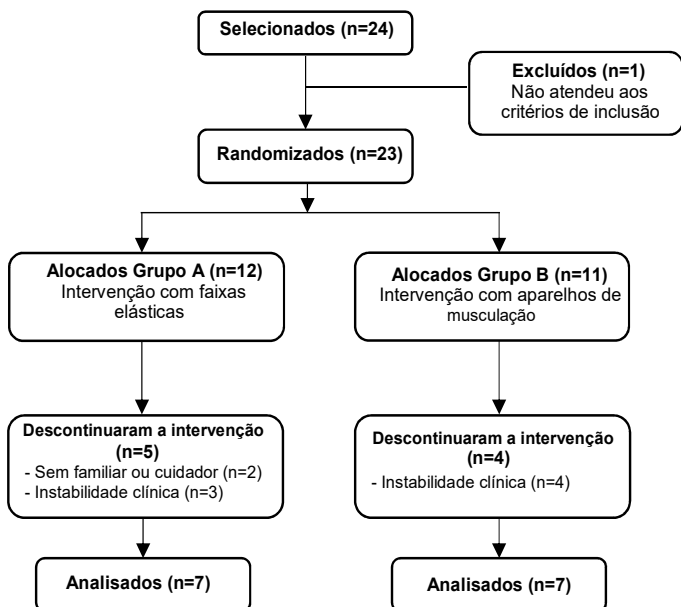 Selecionados (n=24)
Excluídos (n=1)
Não atendeu aos
critérios de inclusão
Randomizados (n=23)
Alocados Grupo A (n=12)
Intervenção com faixas
elásticas
Alocados Grupo B (n=11)
Intervenção com aparelhos de
musculação
Descontinuaram a intervenção
(n=5)
- Sem familiar ou cuidador (n=2)
- Instabilidade clínica (n=3)
Descontinuaram a intervenção
(n=4)
- Instabilidade clínica (n=4)
Analisados (n=7)
Analisados (n=7)